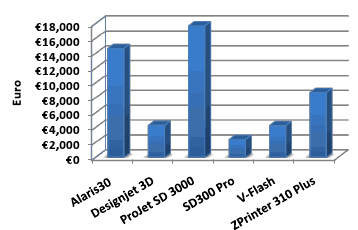 €18,000
€16,000
€14,000
€12,000
€10,000
€8,000
€6,000
€4,000
€2,000
€0
Euro
Alaris30
Designjet 3D
ProJet SD 3000
SD300 Pro
V-Flash
ZPrinter 310 Plus